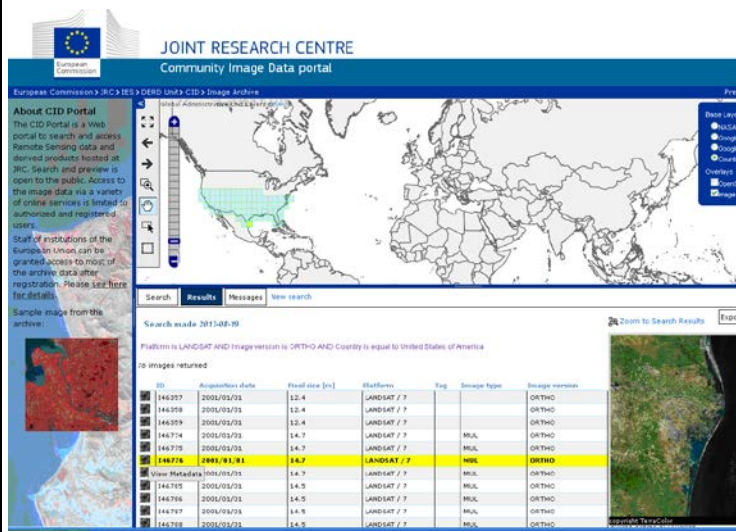 European
Commission
JOINT RESEARCH CENTRE
Community Image Data portal
European Commission > JRC > IES > DERD Unit > CID > Image Archive
About CID Portal
The CID Portal is a Web
portal to search and access
Remote Sensing data and
derived products hosted at
JRC. Search and preview is
open to the public. Access to
the image data via a variety
of online services is limited to
authorized and registered
users.
Staff of institutions of the
European Union can be
granted access to most of
the archive data after
registration. Please see here
for details.
Sample image from the
archive:
Base Laye
NASA
Googl
Googl
Count
Overlays
OpenS
Image
Search Results Messages New search
Search made 2013-08-19
Zoom to Search Results Expo
Platform is LANDSAT AND Image version is ORTHO AND Country is equal to United States of America
images returned
ID Acquisition date Pixel size [m] Platform Tag Image type Image version
146357 2001/01/31 12.4 LANDSAT / 7 ORTHO
146358 2001/01/31 12.4 LANDSAT / 7 ORTHO
146359 2001/01/31 12.4 LANDSAT / 7 ORTHO
146774 2001/01/31 14.7 LANDSAT / 7 MUL ORTHO
146775 2001/01/31 14.7 LANDSAT / 7 MUL ORTHO
146776 2001/01/31 14.7 LANDSAT / 7 MUL ORTHO
View Metadata 2001/01/31 14.7 LANDSAT / 7 MUL ORTHO
146785 2001/01/31 14.5 LANDSAT / 7 MUL ORTHO
146786 2001/01/31 14.5 LANDSAT / 7 MUL ORTHO
146787 2001/01/31 14.5 LANDSAT / 7 MUL ORTHO
146788 2001/01/31 14.5 LANDSAT / 7 MUL ORTHO
copyright TerraColor